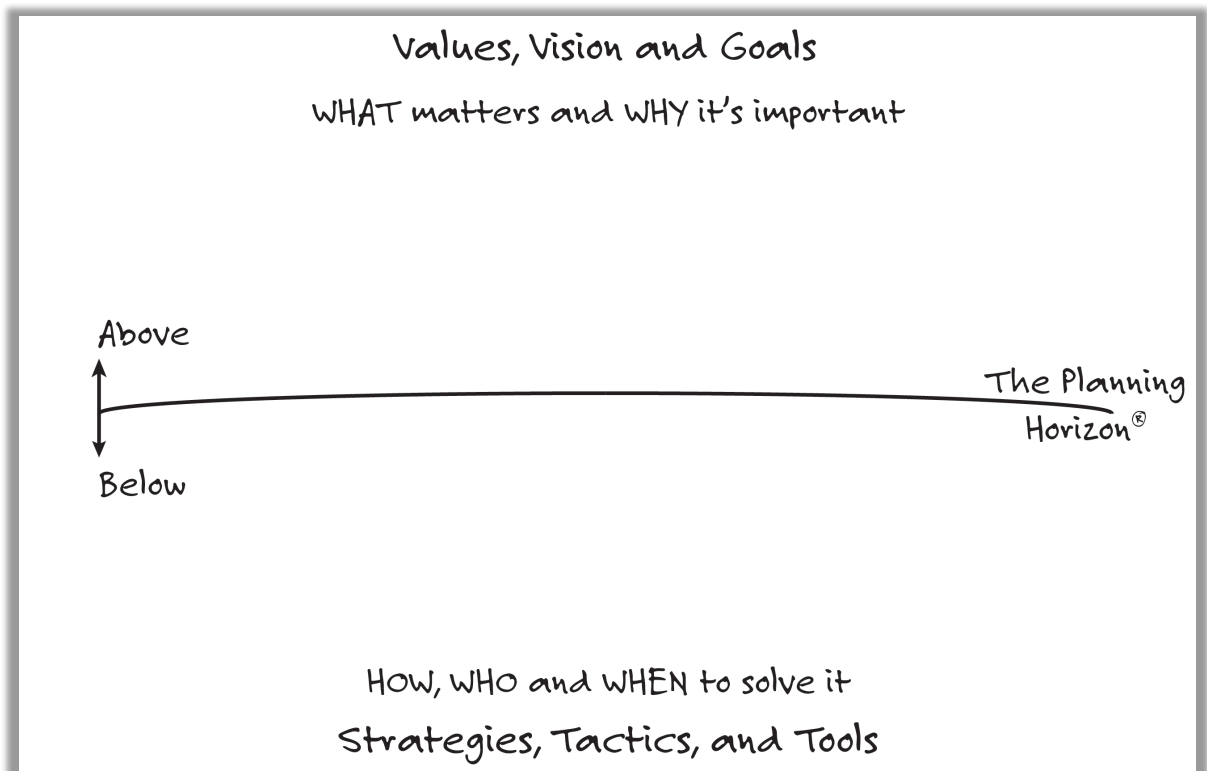 Values, Vision and Goals
WHAT matters and WHY it's important
Above
The Planning
Horizon®
Below
HOW, WHO and WHEN to solve it
Strategies, Tactics, and Tools